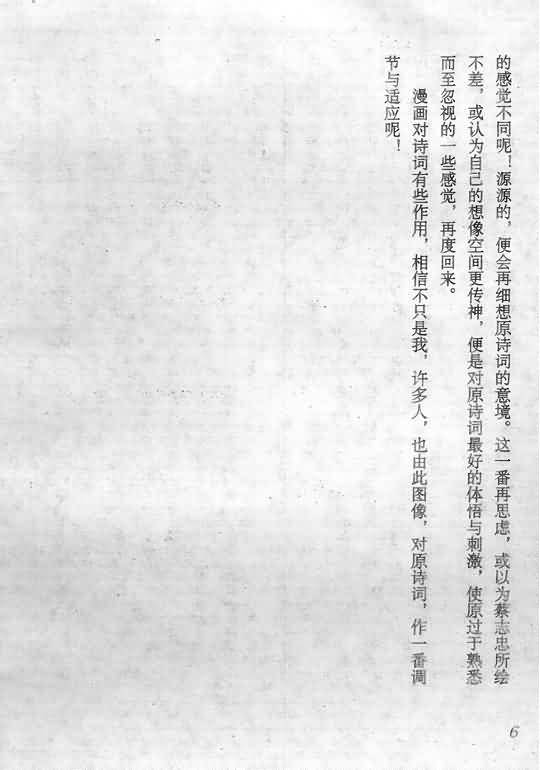 的感觉不同呢！源源的，便会再细想原诗词的意境。这一番再思虑，或以为蔡志忠所绘
不差，或认为自己的想像空间更传神，便是对原诗词最好的体悟与刺激，使原过于熟悉
而至忽视的一些感觉，再度回来。
漫画对诗词有些作用，相信不只是我，许多人，也由此图像，对原诗词，作一番调
节与适应呢！
6